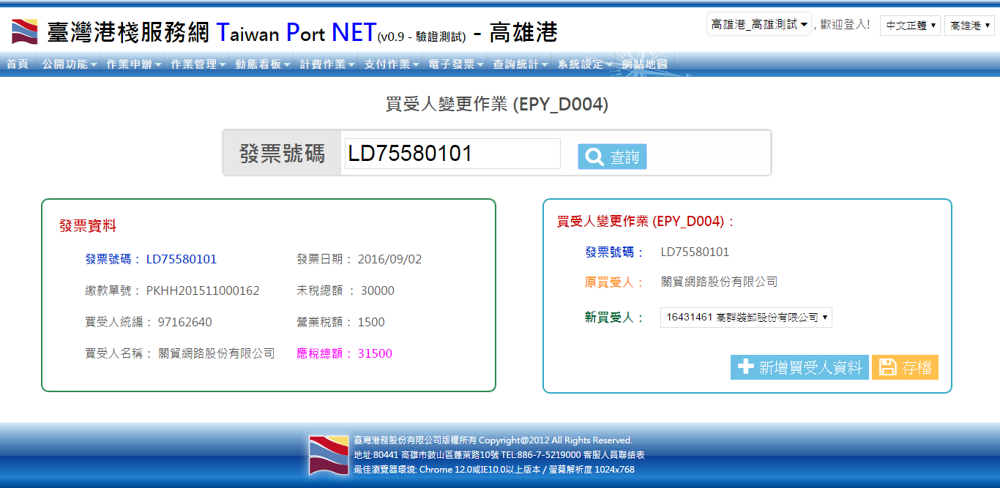 臺灣港棧服務網 Taiwan Port NET(v0.9 - 驗證測試) - 高雄港
高雄港_高雄測試 , 歡迎登入! 中文正體 高雄港
首頁 公開功能 作業申辦 作業管理 動態看板 計費作業 支付作業 電子發票 查詢統計 系統設定 網站地圖
買受人變更作業 (EPY_D004)
發票號碼 LD75580101 查詢
發票資料
發票號碼： LD75580101 發票日期： 2016/09/02
繳款單號： PKHH201511000162 未稅總額 ： 30000
買受人統編： 97162640 營業稅額： 1500
買受人名稱： 關貿網路股份有限公司 應稅總額： 31500
買受人變更作業 (EPY_D004)：
發票號碼： LD75580101
原買受人： 關貿網路股份有限公司
新買受人： 16431461 高群裝卸股份有限公司
新增買受人資料 存檔
臺灣港務股份有限公司版權所有 Copyright@2012 All Rights Reserved.
地址:80441 高雄市鼓山區蓬萊路10號 TEL:886-7-5219000 客服人員聯絡表
最佳瀏覽器環境: Chrome 12.0或IE10.0以上版本 / 螢幕解析度 1024x768